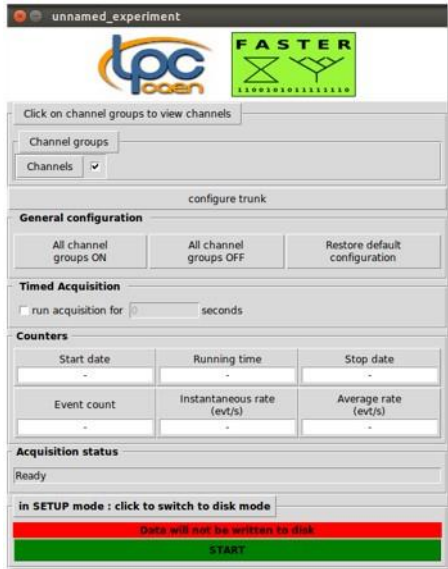 unnamed_experiment
lpc
caen
FASTER
Click on channel groups to view channels
Channel groups
Channels
configure trunk
General configuration
All channel
groups ON
All channel
groups OFF
Restore default
configuration
Timed Acquisition
run acquisition for 0 seconds
Counters
Start date
Running time
Stop date
-
-
-
Event count
Instantaneous rate
(evt/s)
Average rate
(evt/s)
-
-
-
Acquisition status
Ready
in SETUP mode : click to switch to disk mode
Data will not be written to disk
START